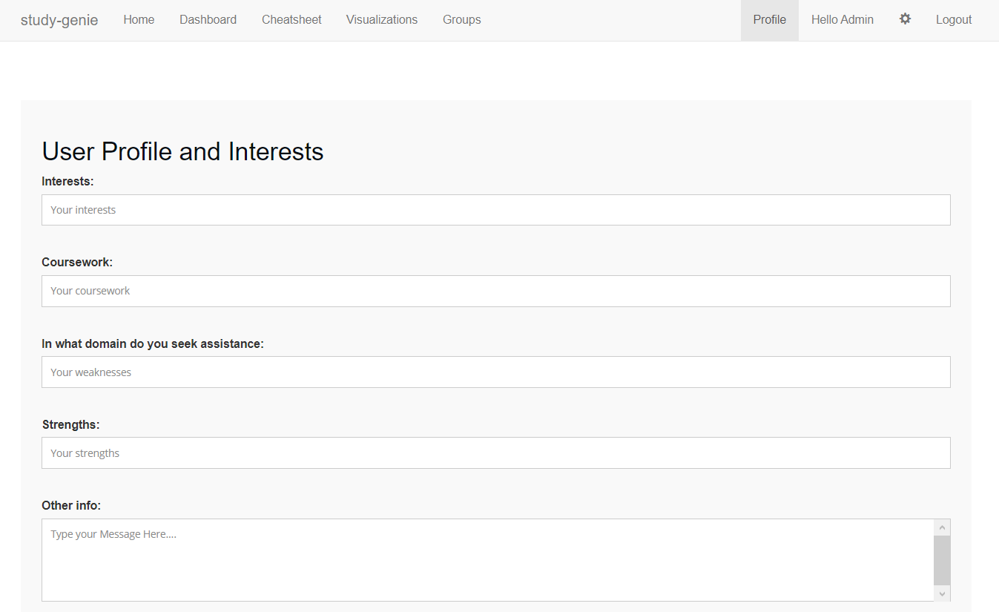 study-genie Home Dashboard Cheatsheet Visualizations Groups Profile Hello Admin Logout
User Profile and Interests
Interests:
Your interests
Coursework:
Your coursework
In what domain do you seek assistance:
Your weaknesses
Strengths:
Your strengths
Other info:
Type your Message Here....